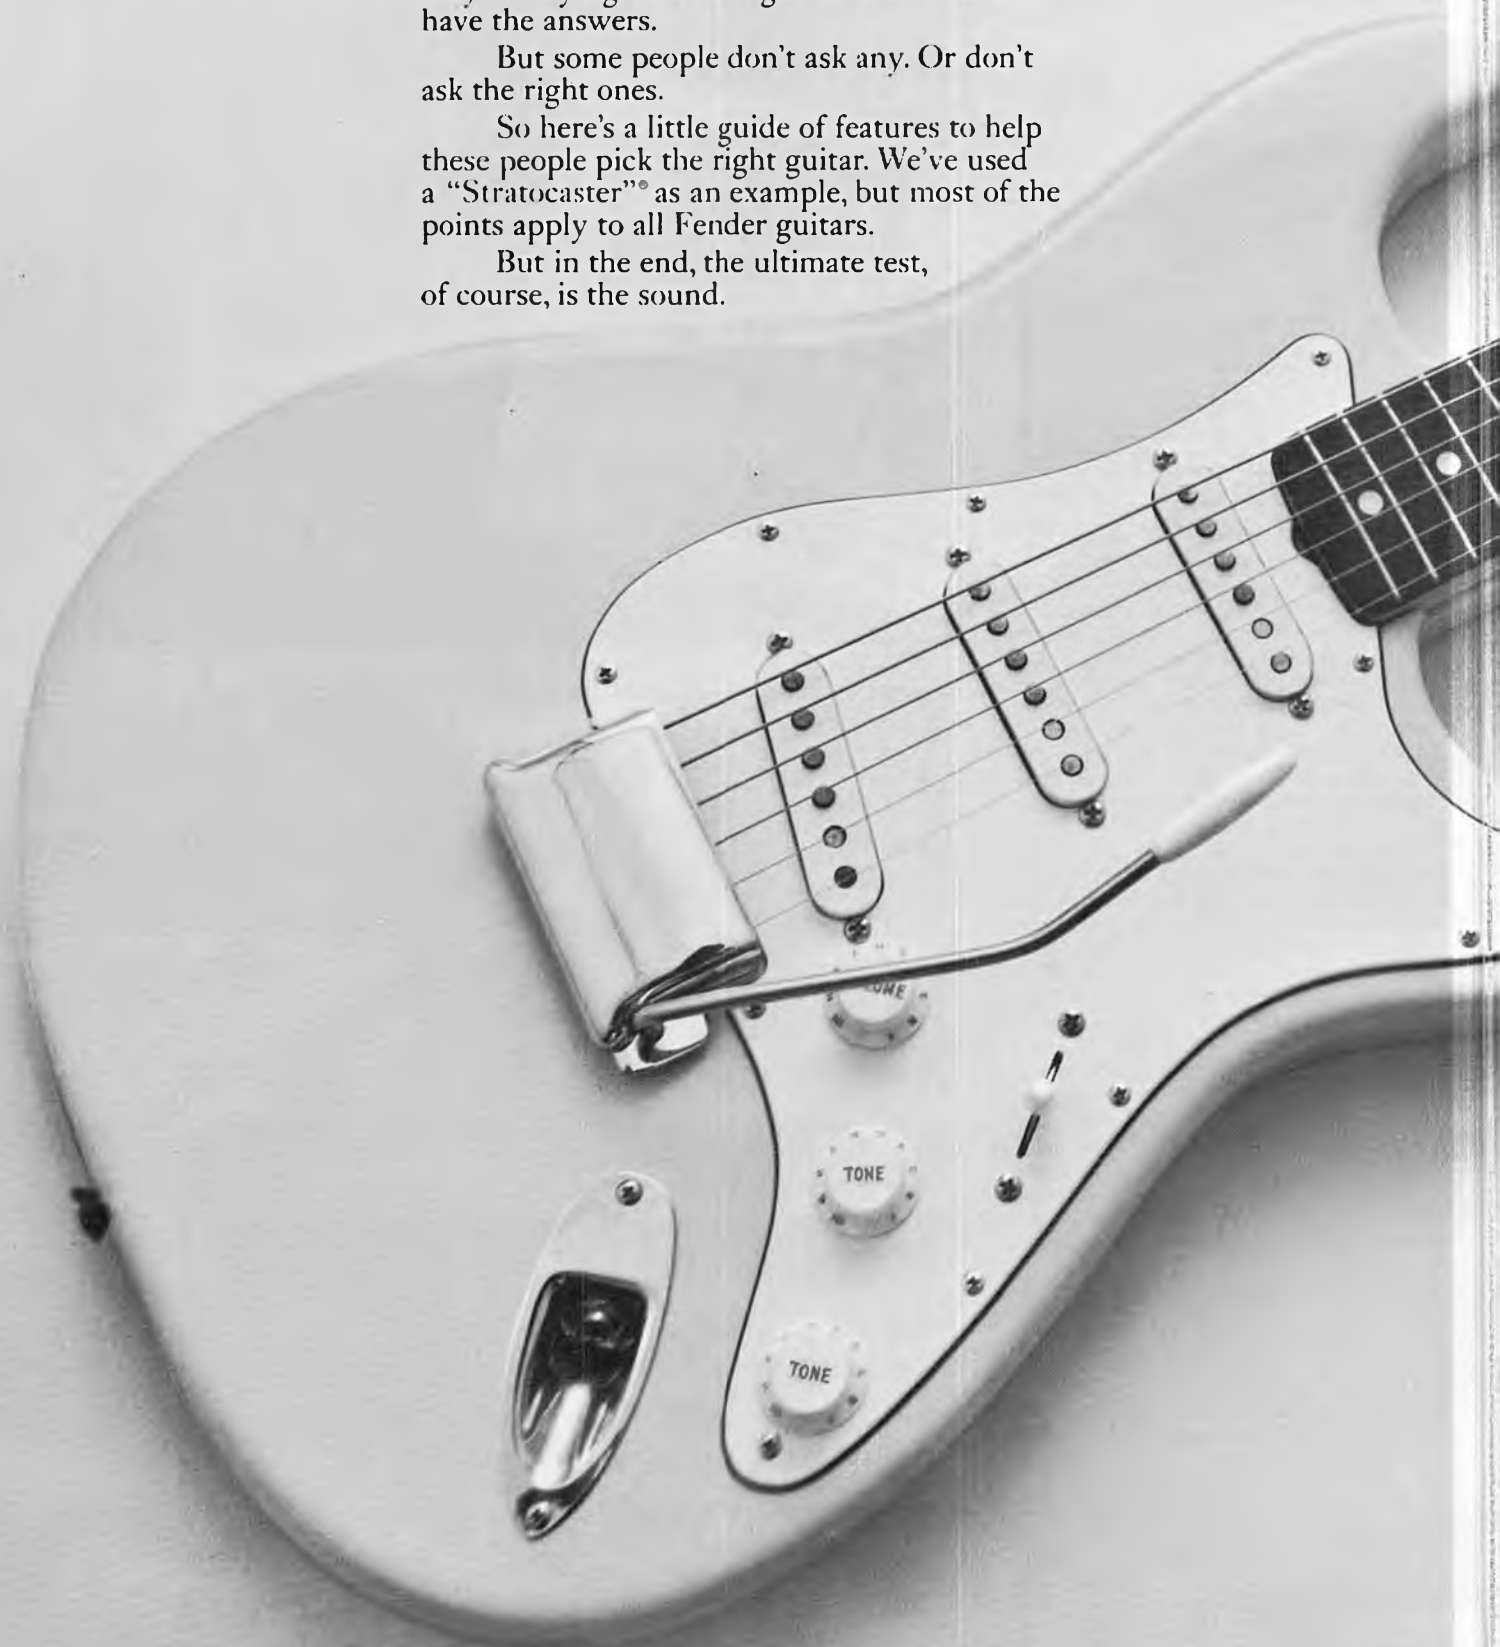 have the answers.
But some people don't ask any. Or don't
ask the right ones.
So here's a little guide of features to help
these people pick the right guitar. We've used
a "Stratocaster"® as an example, but most of the
points apply to all Fender guitars.
But in the end, the ultimate test,
of course, is the sound.
TONE
TONE